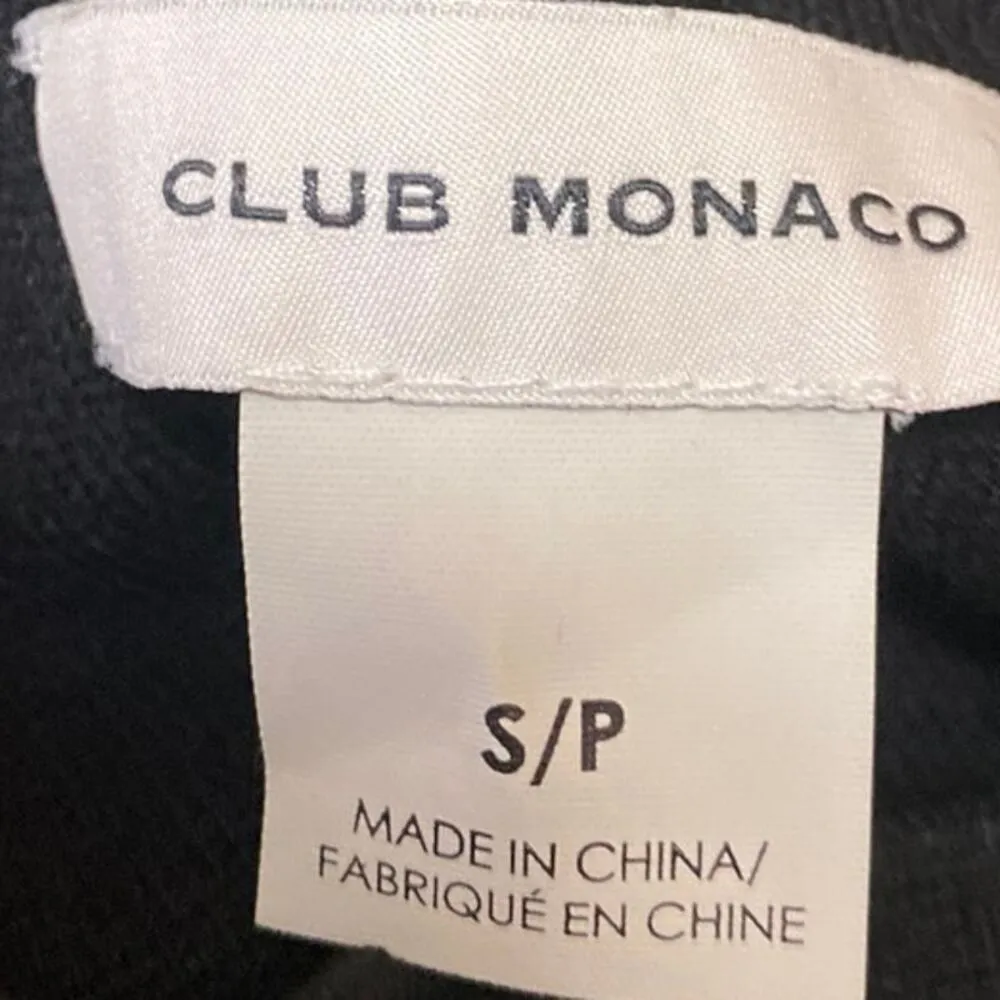 CLUB MONACO
S/P
MADE IN CHINA/
FABRIQUÉ EN CHINE